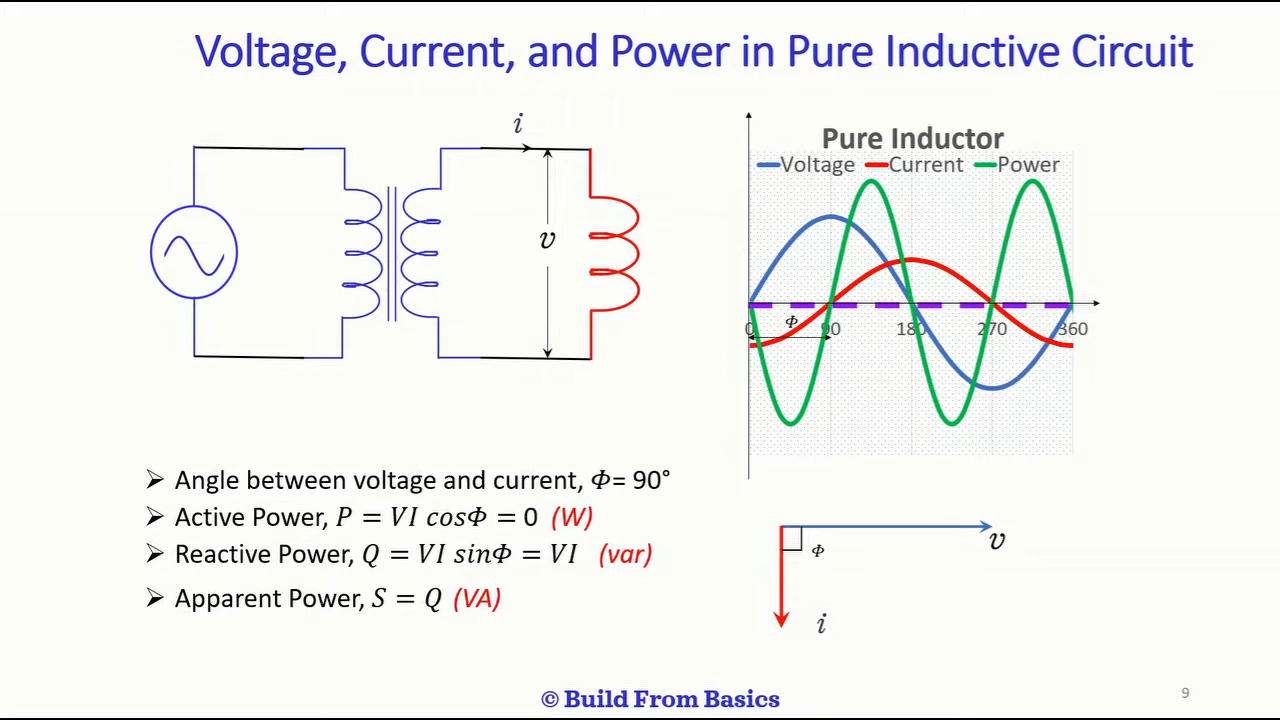 Voltage, Current, and Power in Pure Inductive Circuit
i
v
Pure Inductor
Voltage Current Power
Φ
0 90 180 270 360
➢ Angle between voltage and current, Φ= 90°
➢ Active Power, P = VI cosΦ = 0 (W)
➢ Reactive Power, Q = VI sinΦ = VI (var)
➢ Apparent Power, S = Q (VA)
v
Φ
i
© Build From Basics
9